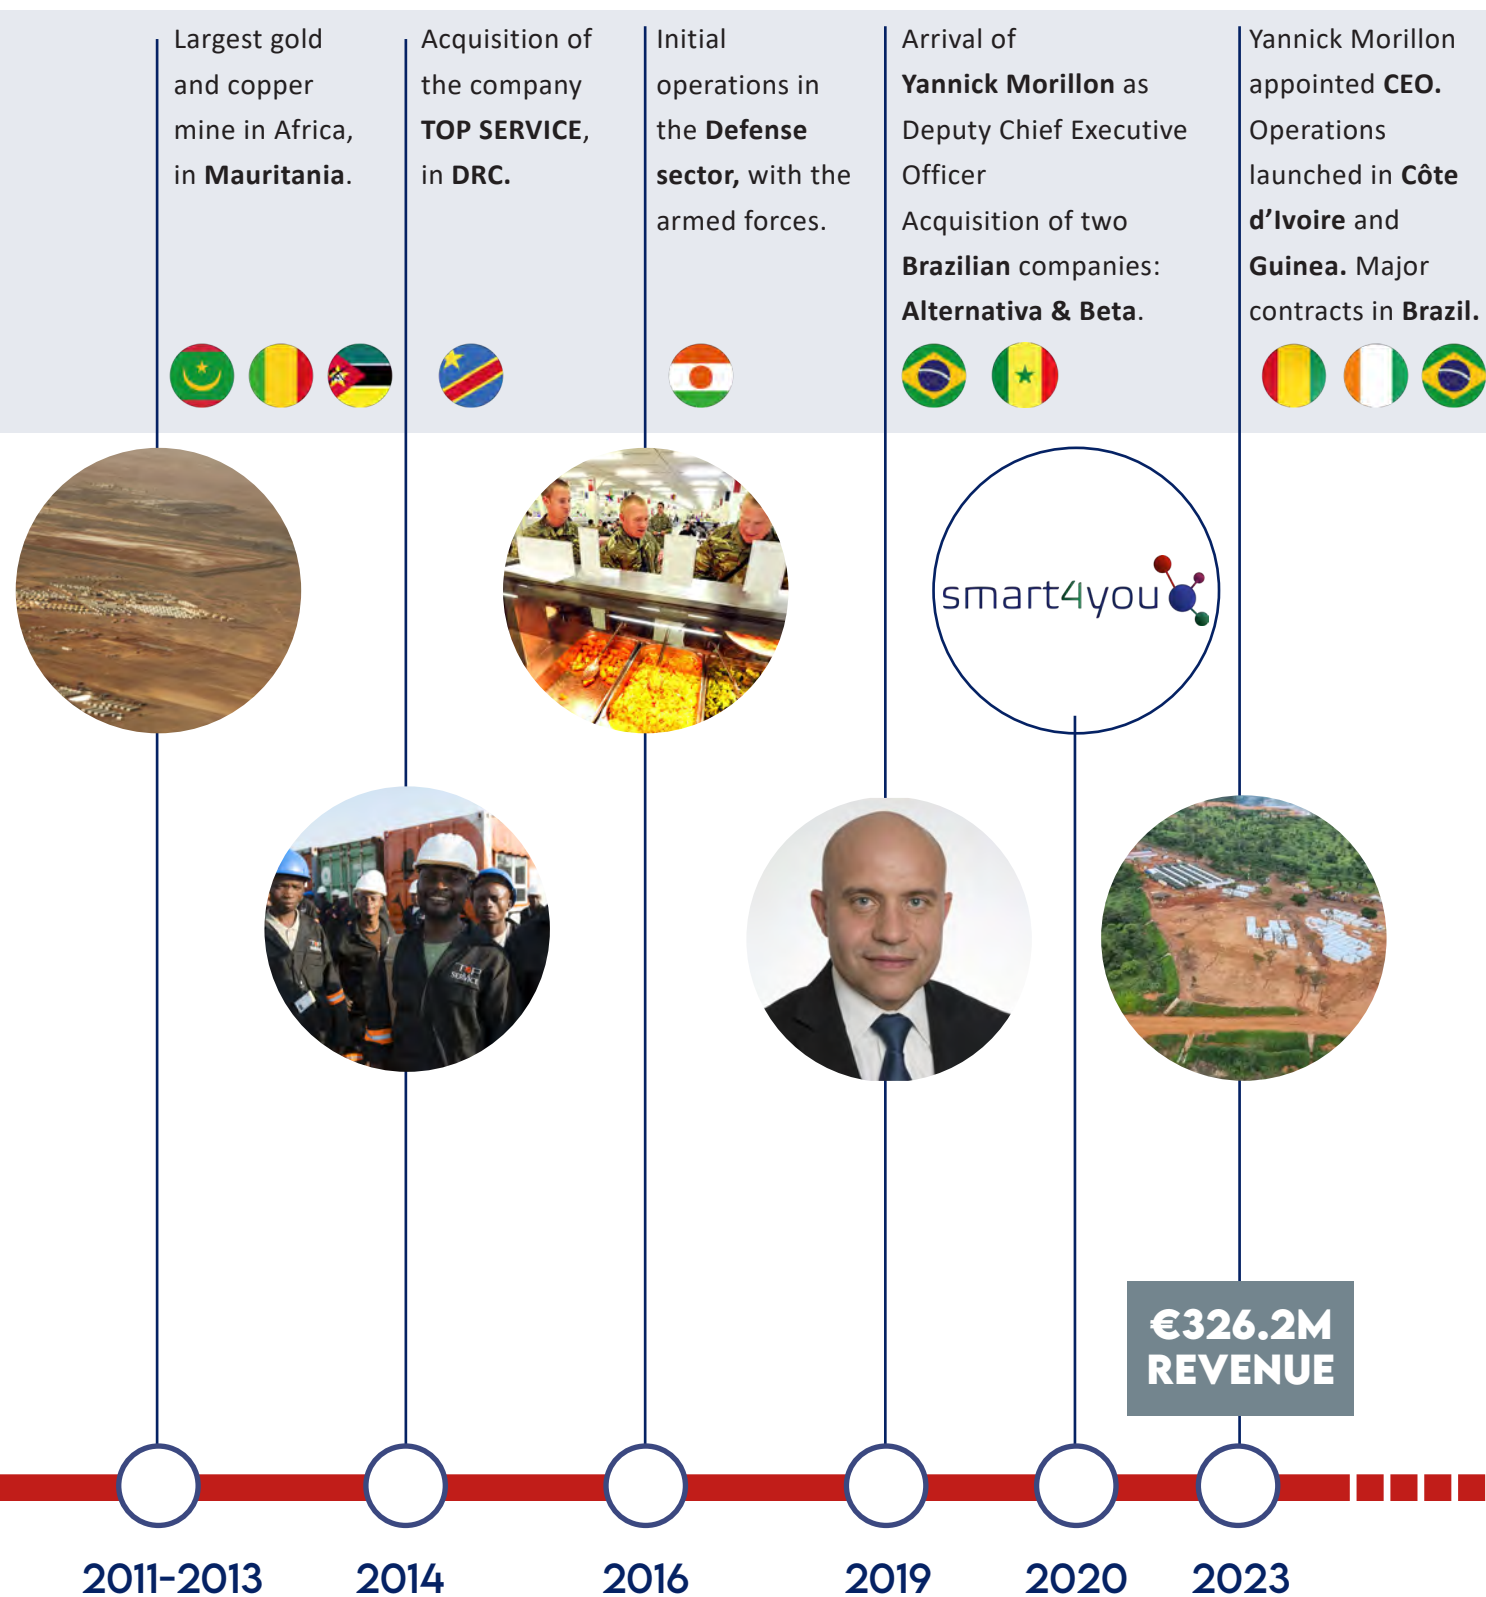 Largest gold
and copper
mine in Africa,
in Mauritania.
Acquisition of
the company
TOP SERVICE,
in DRC.
Initial
operations in
the Defense
sector, with the
armed forces.
Arrival of
Yannick Morillon as
Deputy Chief Executive
Officer
Acquisition of two
Brazilian companies:
Alternativa & Beta.
Yannick Morillon
appointed CEO.
Operations
launched in Côte
d’Ivoire and
Guinea. Major
contracts in Brazil.
smart4you
TOP
SERVICE
€326.2M
REVENUE
2011-2013
2014
2016
2019
2020
2023